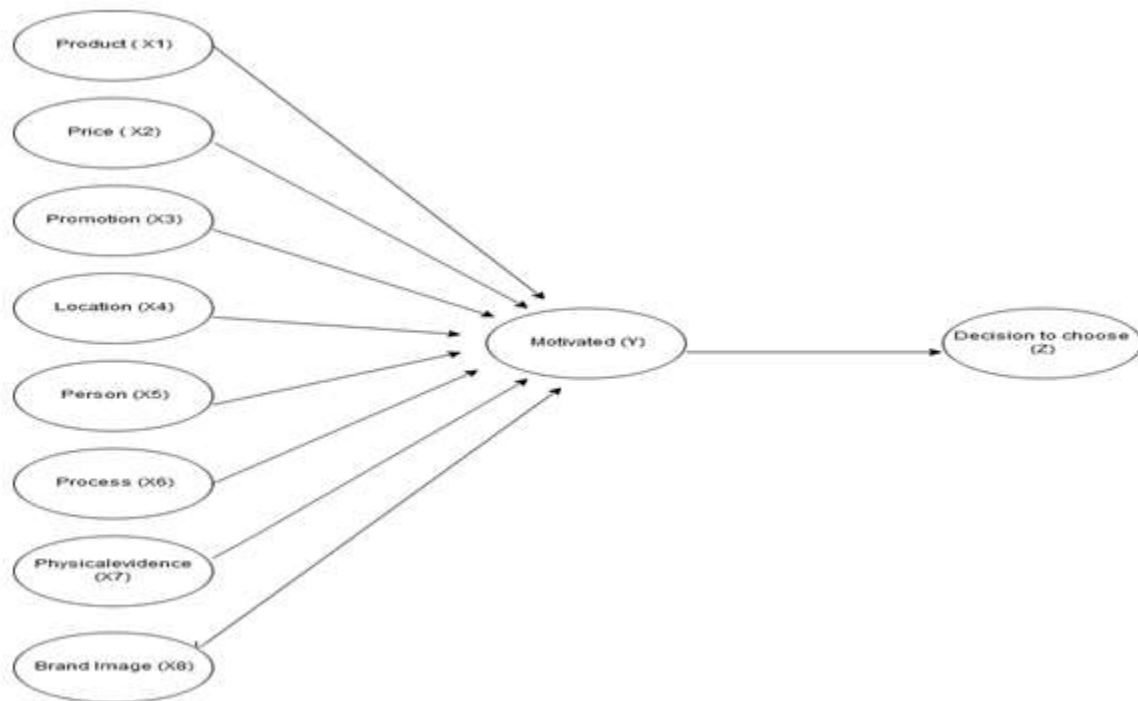 Product ( X1)
Price ( X2)
Promotion (X3)
Location (X4)
Person (X5)
Process (X6)
Physicalevidence
(X7)
Brand Image (X8)
Motivated (Y)
Decision to choose
(Z)